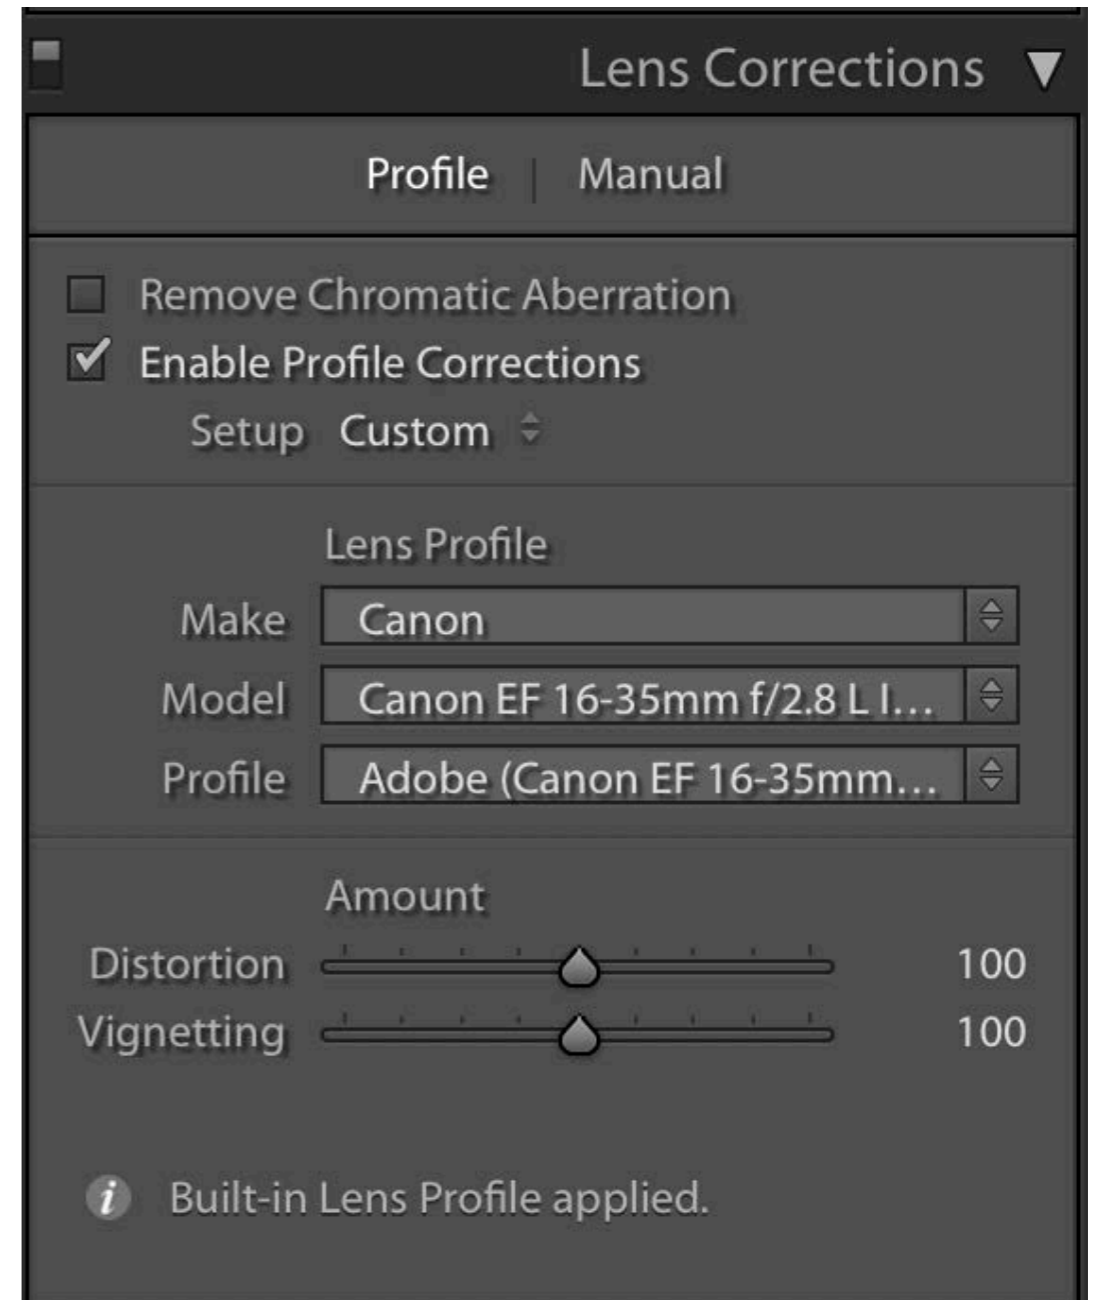 Lens Corrections
Profile | Manual
Remove Chromatic Aberration
Enable Profile Corrections
Setup Custom
Lens Profile
Make Canon
Model Canon EF 16-35mm f/2.8 L I...
Profile Adobe (Canon EF 16-35mm...
Amount
Distortion 100
Vignetting 100
i Built-in Lens Profile applied.